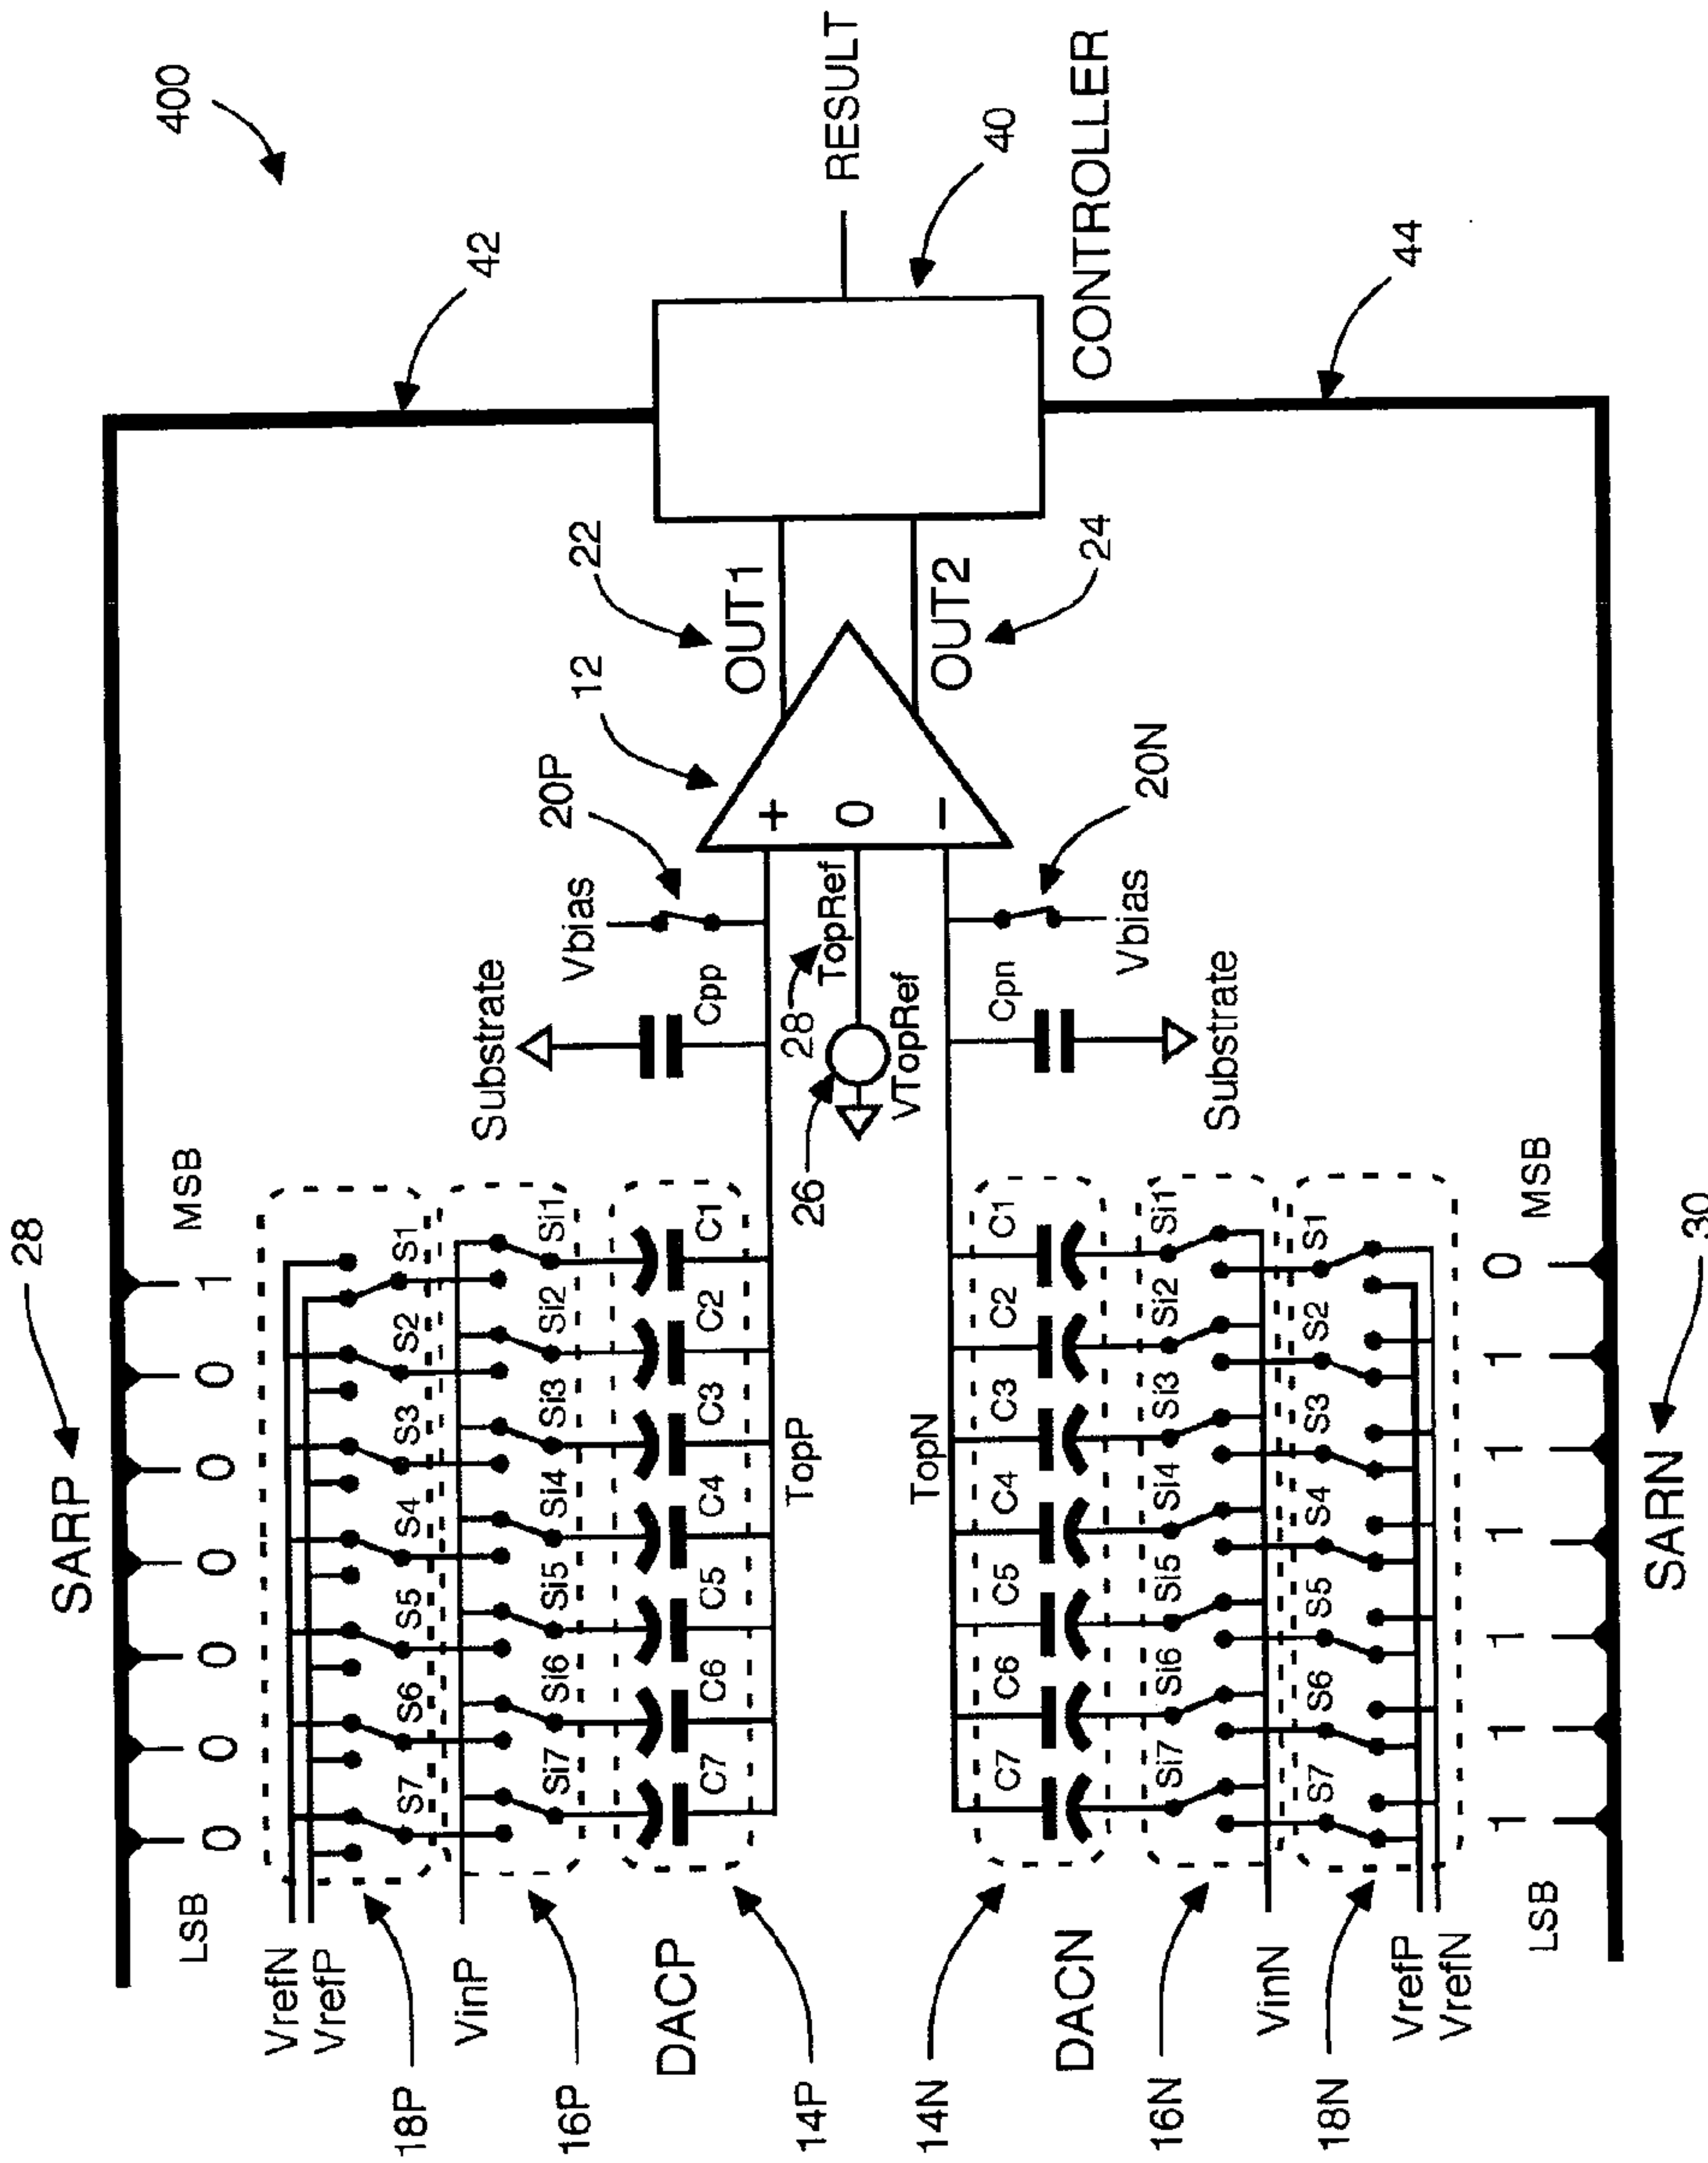 400
SARP
28
LSB
0
0
0
0
0
0
1
MSB
42
VrefN
VrefP
S7
S6
S5
S4
S3
S2
S1
18P
VinP
Si7
Si6
Si5
Si4
Si3
Si2
Si1
16P
DACP
C7
C6
C5
C4
C3
C2
C1
14P
TopP
Substrate
Cpp
Vbias
20P
12
22
OUT1
RESULT
28
TopRef
26
VTopRef
+
0
−
40
CONTROLLER
OUT2
24
20N
Vbias
Cpn
Substrate
TopN
14N
DACN
C7
C6
C5
C4
C3
C2
C1
16N
Si7
Si6
Si5
Si4
Si3
Si2
Si1
VinN
18N
S7
S6
S5
S4
S3
S2
S1
VrefP
VrefN
44
LSB
1
1
1
1
1
1
0
MSB
SARN
30